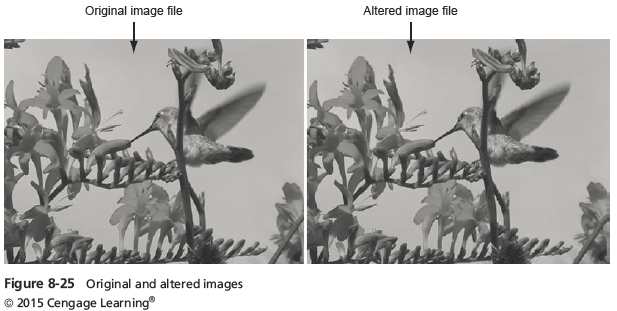 Original image file
Altered image file
Figure 8-25 Original and altered images
© 2015 Cengage Learning®